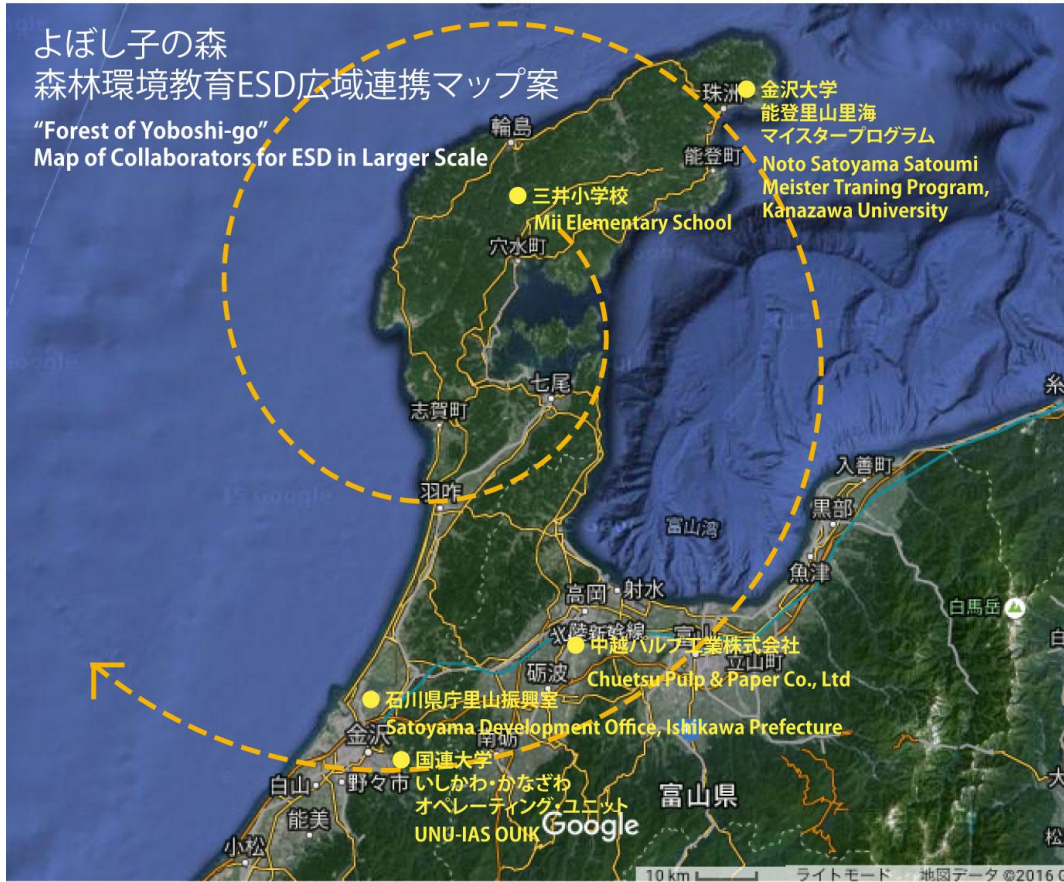 よぼし子の森
森林環境教育ESD広域連携マップ案
“Forest of Yoboshi-go”
Map of Collaborators for ESD in Larger Scale
珠洲
金沢大学
能登里山里海
マイスタープログラム
Noto Satoyama Satoumi
Meister Traning Program,
Kanazawa University
輪島
能登町
三井小学校
Mii Elementary School
穴水町
七尾
志賀町
羽咋
糸
入善町
黒部
富山湾
魚津
射水
高岡
白馬岳
北陸新幹線
富山
中越パルプ工業株式会社
立山町
砺波
Chuetsu Pulp & Paper Co., Ltd
石川県庁里山振興室
Satoyama Development Office, Ishikawa Prefecture
金沢
南砺
国連大学
いしかわ・かなざわ
オペレーティング・ユニット
UNU-IAS OUIK
野々市
白山
能美
小松
富山県
Google
大
松
10 km
ライトモード
地図データ ©2016